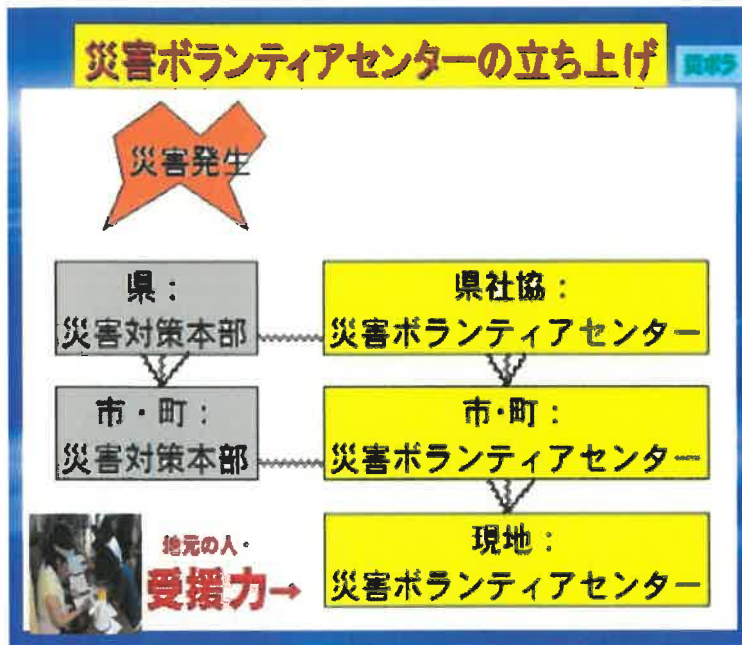 災害ボランティアセンターの立ち上げ
災ボラ
災害発生
県：
災害対策本部
県社協：
災害ボランティアセンター
市・町：
災害対策本部
市・町：
災害ボランティアセンター
現地：
災害ボランティアセンター
地元の人・
受援力→